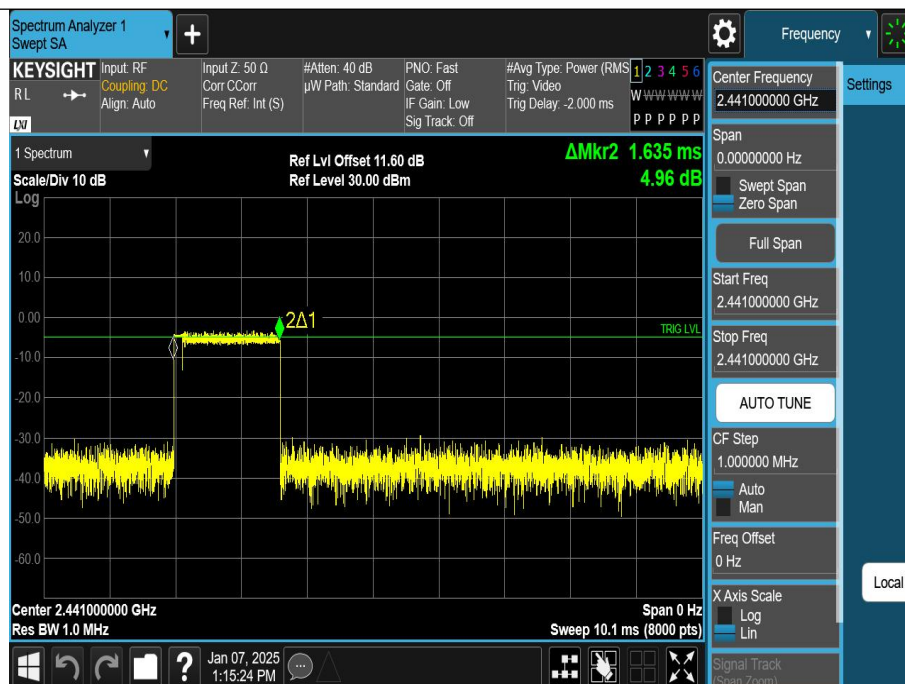 Spectrum Analyzer 1
Swept SA
+
Frequency
KEYSIGHT
RL
LXI
Input: RF
Coupling: DC
Align: Auto
Input Z: 50 Ω
Corr CCorr
Freq Ref: Int (S)
#Atten: 40 dB
µW Path: Standard
PNO: Fast
Gate: Off
IF Gain: Low
Sig Track: Off
#Avg Type: Power (RMS
Trig: Video
Trig Delay: -2.000 ms
1 2 3 4 5 6
W W W W W W
P P P P P P
1 Spectrum
Scale/Div 10 dB
Log
Ref Lvl Offset 11.60 dB
Ref Level 30.00 dBm
ΔMkr2 1.635 ms
4.96 dB
20.0
10.0
0.00
-10.0
-20.0
-30.0
-40.0
-50.0
-60.0
2Δ1
TRIG LVL
Center 2.441000000 GHz
Res BW 1.0 MHz
Span 0 Hz
Sweep 10.1 ms (8000 pts)
?
Jan 07, 2025
1:15:24 PM
Center Frequency
2.441000000 GHz
Span
0.00000000 Hz
Swept Span
Zero Span
Full Span
Start Freq
2.441000000 GHz
Stop Freq
2.441000000 GHz
AUTO TUNE
CF Step
1.000000 MHz
Auto
Man
Freq Offset
0 Hz
X Axis Scale
Log
Lin
Signal Track
(Span Zoom)
Settings
Local